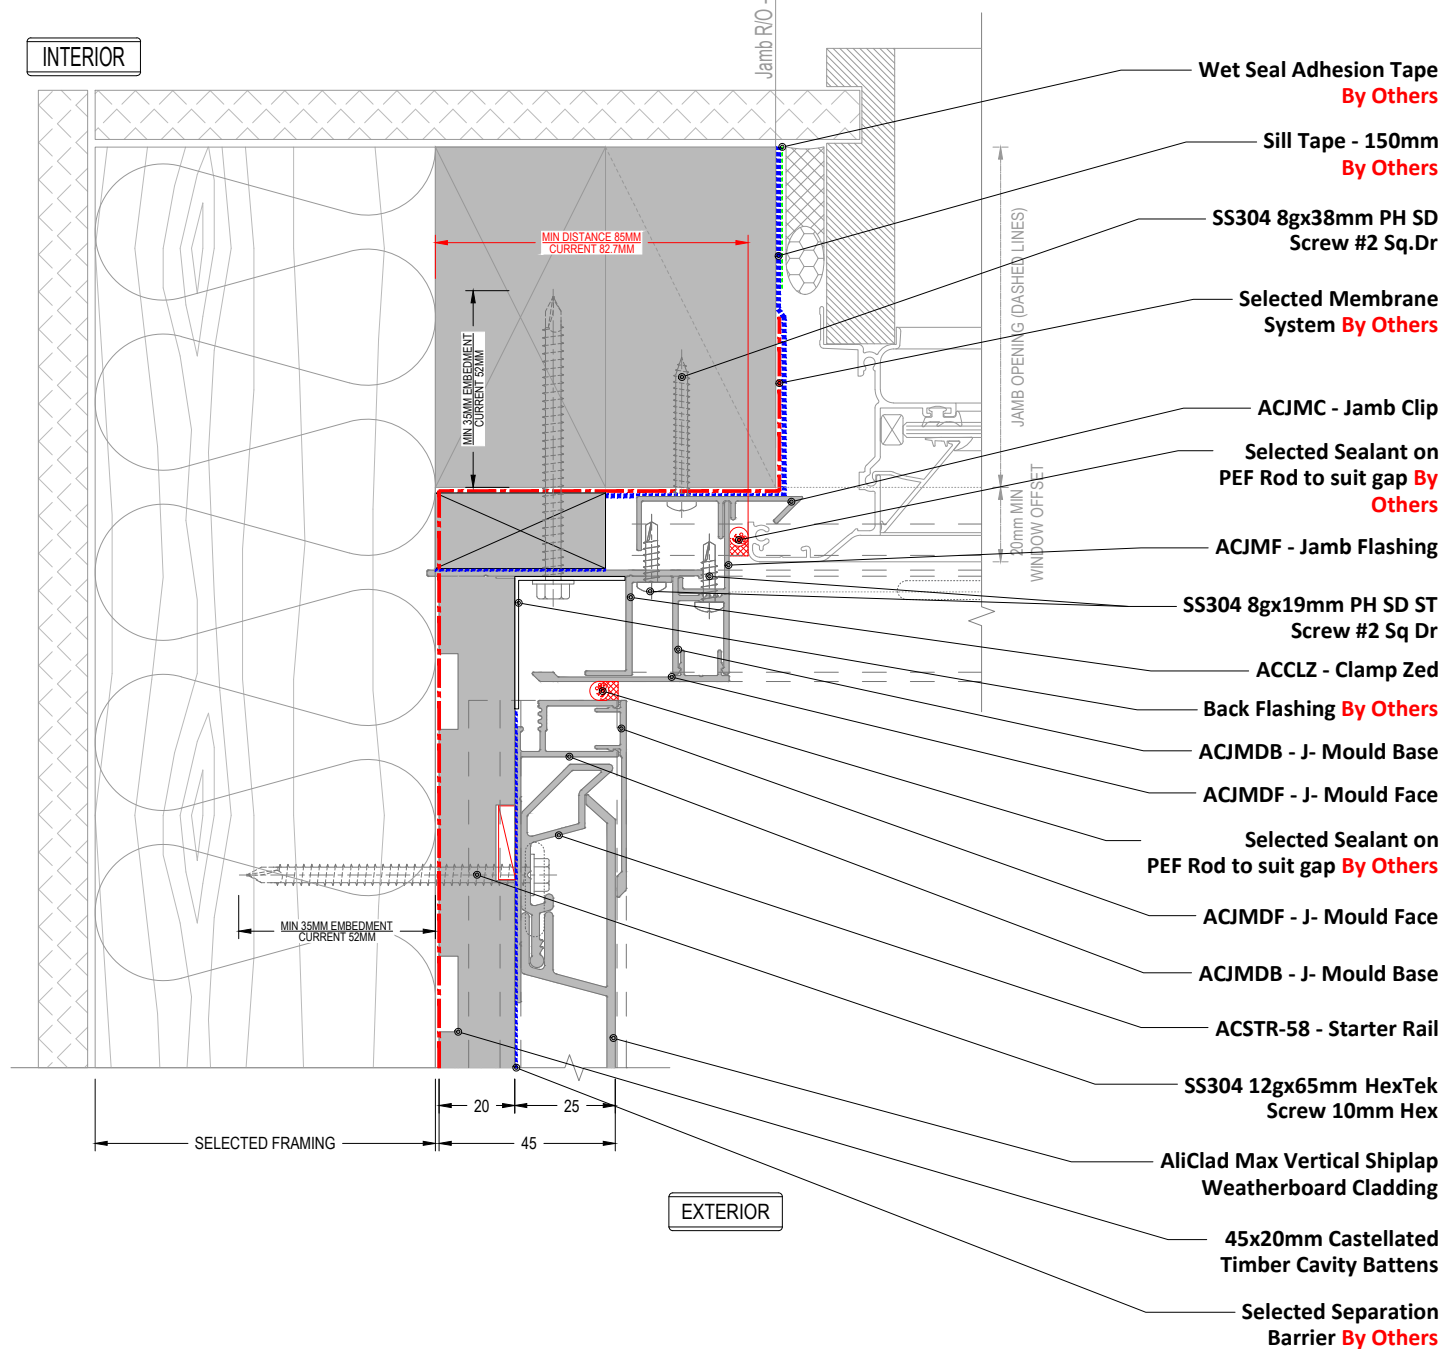 INTERIOR
Jamb R/O -
Wet Seal Adhesion Tape
By Others
Sill Tape - 150mm
By Others
SS304 8gx38mm PH SD
Screw #2 Sq.Dr
MIN DISTANCE 85MM
CURRENT 82.7MM
MIN 35MM EMBEDMENT
CURRENT 52MM
JAMB OPENING (DASHED LINES)
Selected Membrane
System By Others
ACJMC - Jamb Clip
Selected Sealant on
PEF Rod to suit gap By
Others
20mm MIN
WINDOW OFFSET
ACJMF - Jamb Flashing
SS304 8gx19mm PH SD ST
Screw #2 Sq Dr
ACCLZ - Clamp Zed
Back Flashing By Others
ACJMDB - J- Mould Base
ACJMDF - J- Mould Face
Selected Sealant on
PEF Rod to suit gap By Others
ACJMDF - J- Mould Face
MIN 35MM EMBEDMENT
CURRENT 52MM
ACJMDB - J- Mould Base
ACSTR-58 - Starter Rail
SS304 12gx65mm HexTek
Screw 10mm Hex
20
25
SELECTED FRAMING
45
AliClad Max Vertical Shiplap
Weatherboard Cladding
EXTERIOR
45x20mm Castellated
Timber Cavity Battens
Selected Separation
Barrier By Others